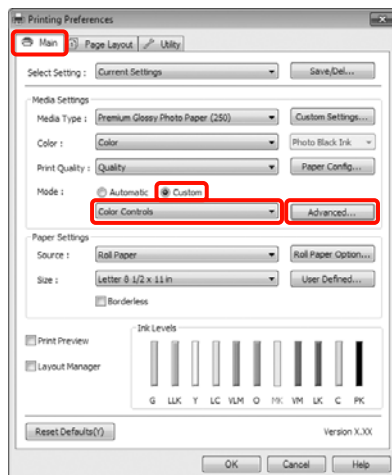 Printing Preferences
Main Page Layout Utility
Select Setting : Current Settings Save/Del...
Media Settings
Media Type : Premium Glossy Photo Paper (250) Custom Settings...
Color : Color Photo Black Ink
Print Quality : Quality Paper Config...
Mode : Automatic Custom
Color Controls Advanced...
Paper Settings
Source : Roll Paper Roll Paper Option...
Size : Letter 8 1/2 x 11 in User Defined...
Borderless
Print Preview
Layout Manager
Ink Levels
G LLK Y LC VLM O MK VM LK C PK
Reset Defaults(Y) Version X.XX
OK Cancel Help